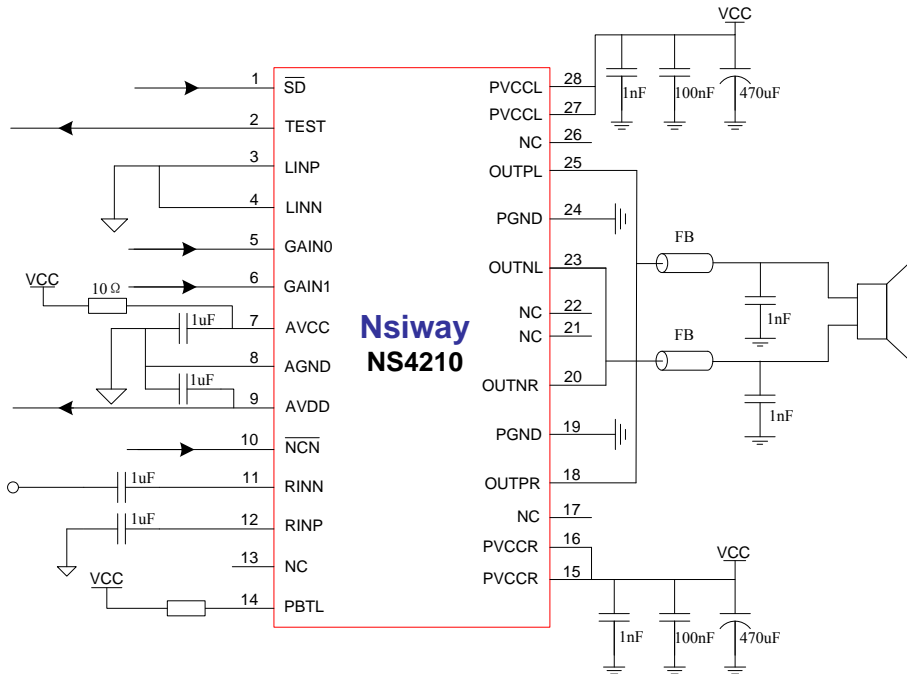 VCC
1nF
100nF
470uF
1 SD PVCCL 28
2 TEST PVCCL 27
3 LINP NC 26
4 LINN OUTPL 25
5 GAIN0 PGND 24
6 GAIN1 OUTNL 23
FB
VCC
10Ω
7 AVCC NC 22
1uF
Nsiway
NS4210
NC 21
1nF
FB
8 AGND OUTNR 20
1uF
9 AVDD PGND 19
1nF
10 NCN
11 RINN OUTPR 18
1uF
12 RINP NC 17
1uF
13 NC PVCCR 16
VCC
VCC
14 PBTL PVCCR 15
1nF
100nF
470uF